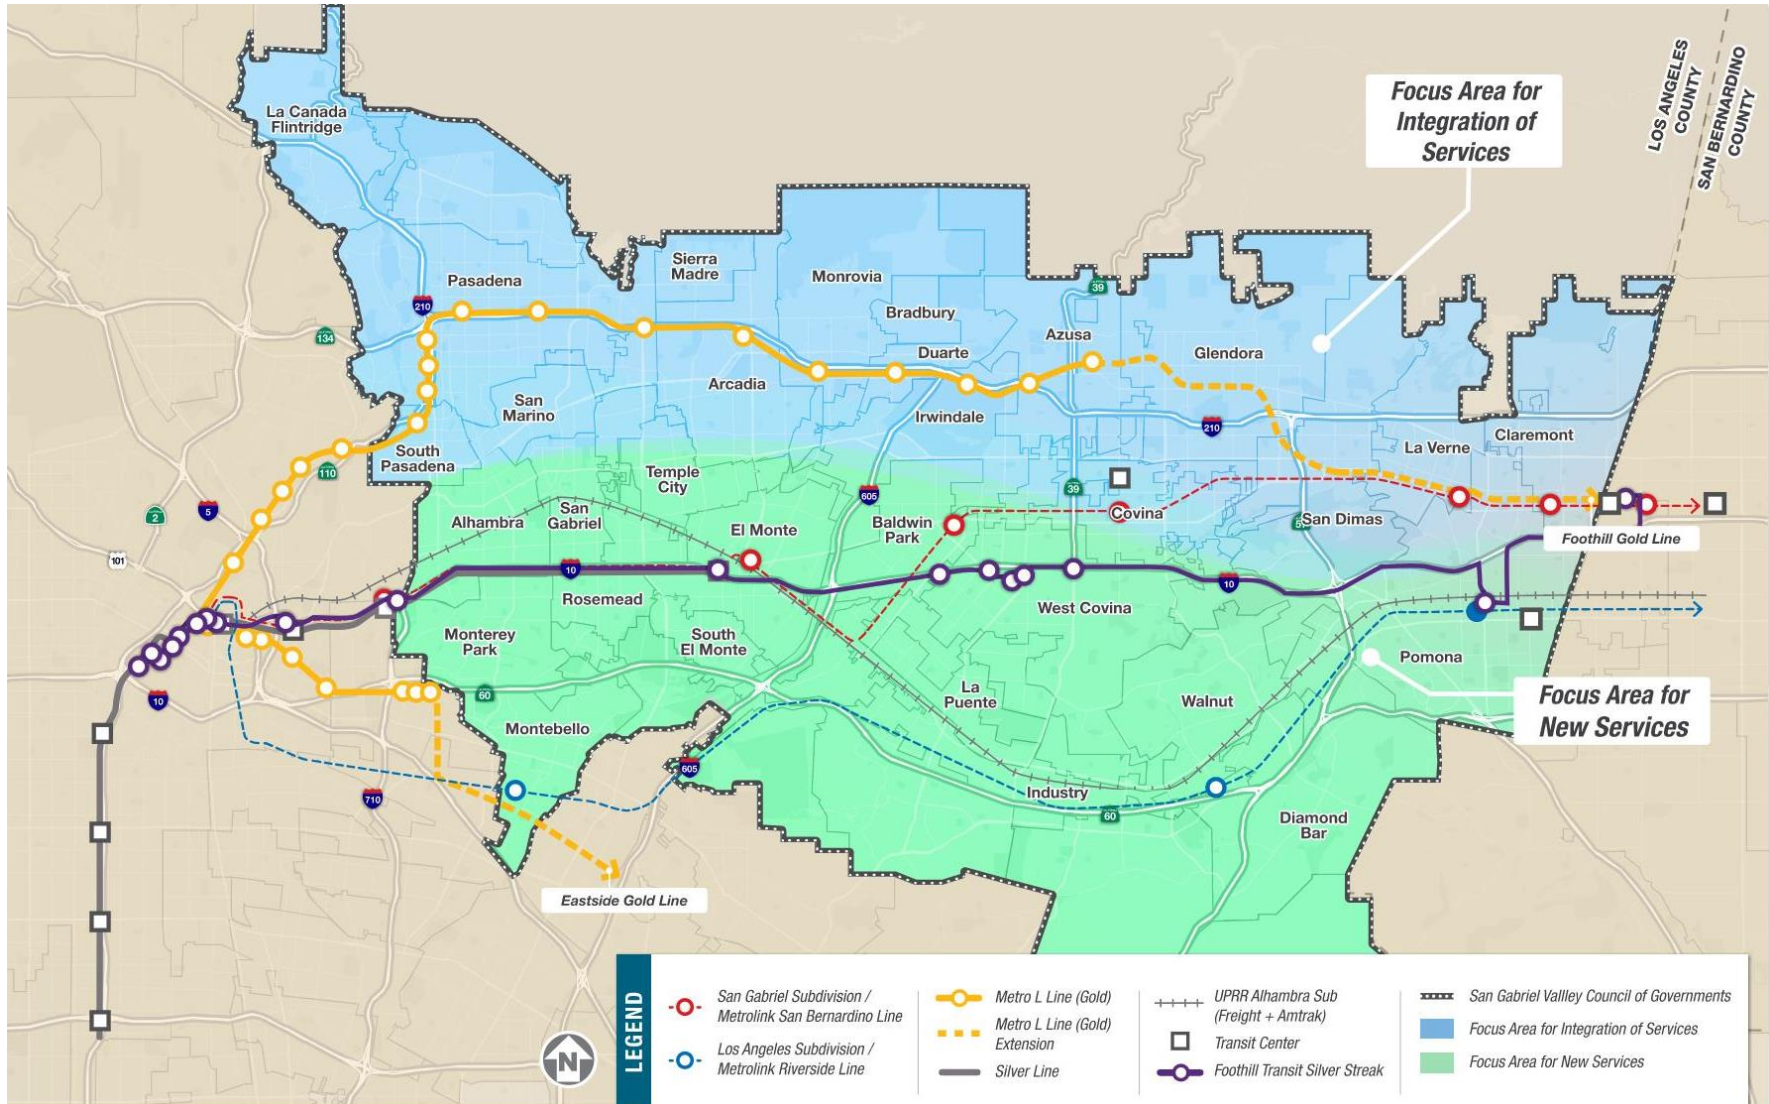 La Canada
Flintridge
Focus Area for
Integration of
Services
LOS ANGELES
COUNTY
SAN BERNARDINO
COUNTY
Sierra
Madre
Pasadena
Monrovia
39
210
Bradbury
134
Azusa
Duarte
Glendora
Arcadia
San
Marino
Irwindale
210
Claremont
La Verne
South
Pasadena
110
Temple
City
39
605
2
5
Alhambra
San
Gabriel
El Monte
Baldwin
Park
Covina
San Dimas
57
Foothill Gold Line
101
10
10
Rosemead
West Covina
Monterey
Park
South
El Monte
Pomona
60
La
Puente
Walnut
Focus Area for
New Services
10
Montebello
605
710
Industry
60
Diamond
Bar
Eastside Gold Line
LEGEND
N
San Gabriel Subdivision /
Metrolink San Bernardino Line
Los Angeles Subdivision /
Metrolink Riverside Line
Metro L Line (Gold)
Metro L Line (Gold)
Extension
Silver Line
UPRR Alhambra Sub
(Freight + Amtrak)
Transit Center
Foothill Transit Silver Streak
San Gabriel Vallley Council of Governments
Focus Area for Integration of Services
Focus Area for New Services